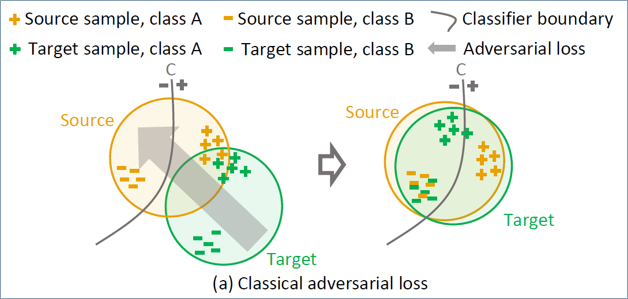 Source sample, class A
Source sample, class B
Classifier boundary
Target sample, class A
Target sample, class B
Adversarial loss
C
C
Source
Source
Target
Target
(a) Classical adversarial loss